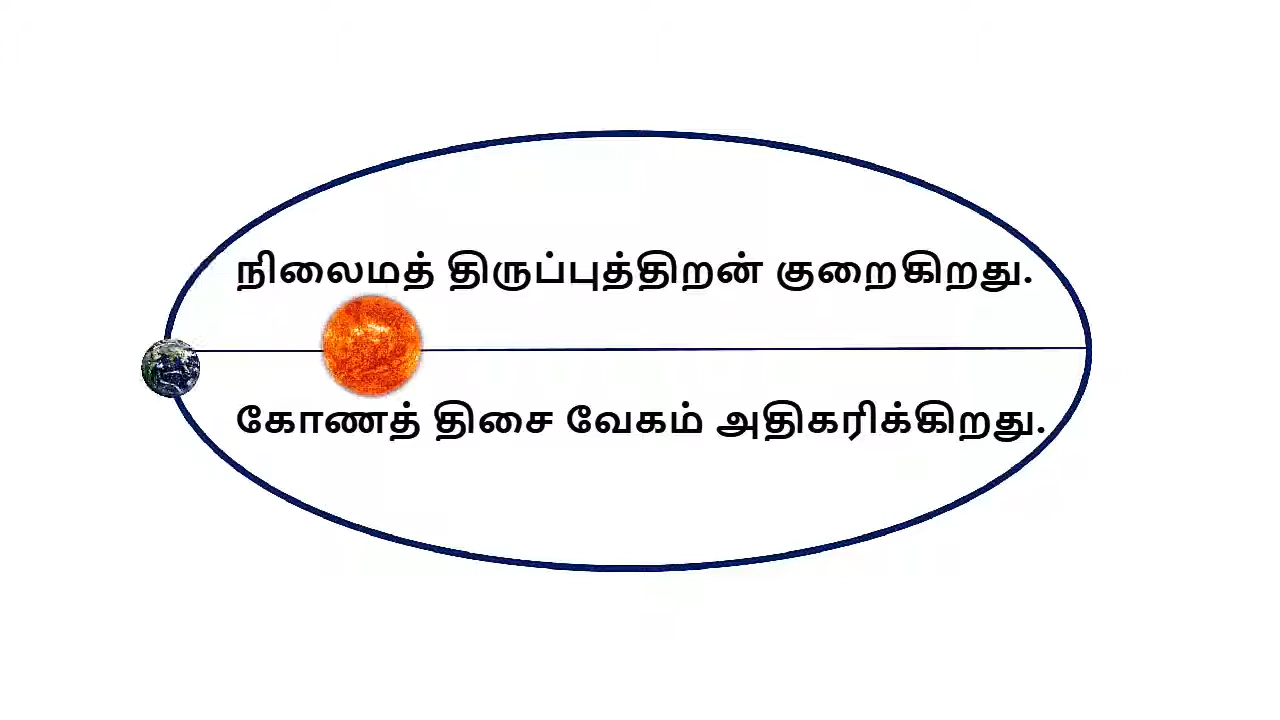 நிலைமத் திருப்புத்திறன் குறைகிறது.
கோணத் திசை வேகம் அதிகரிக்கிறது.